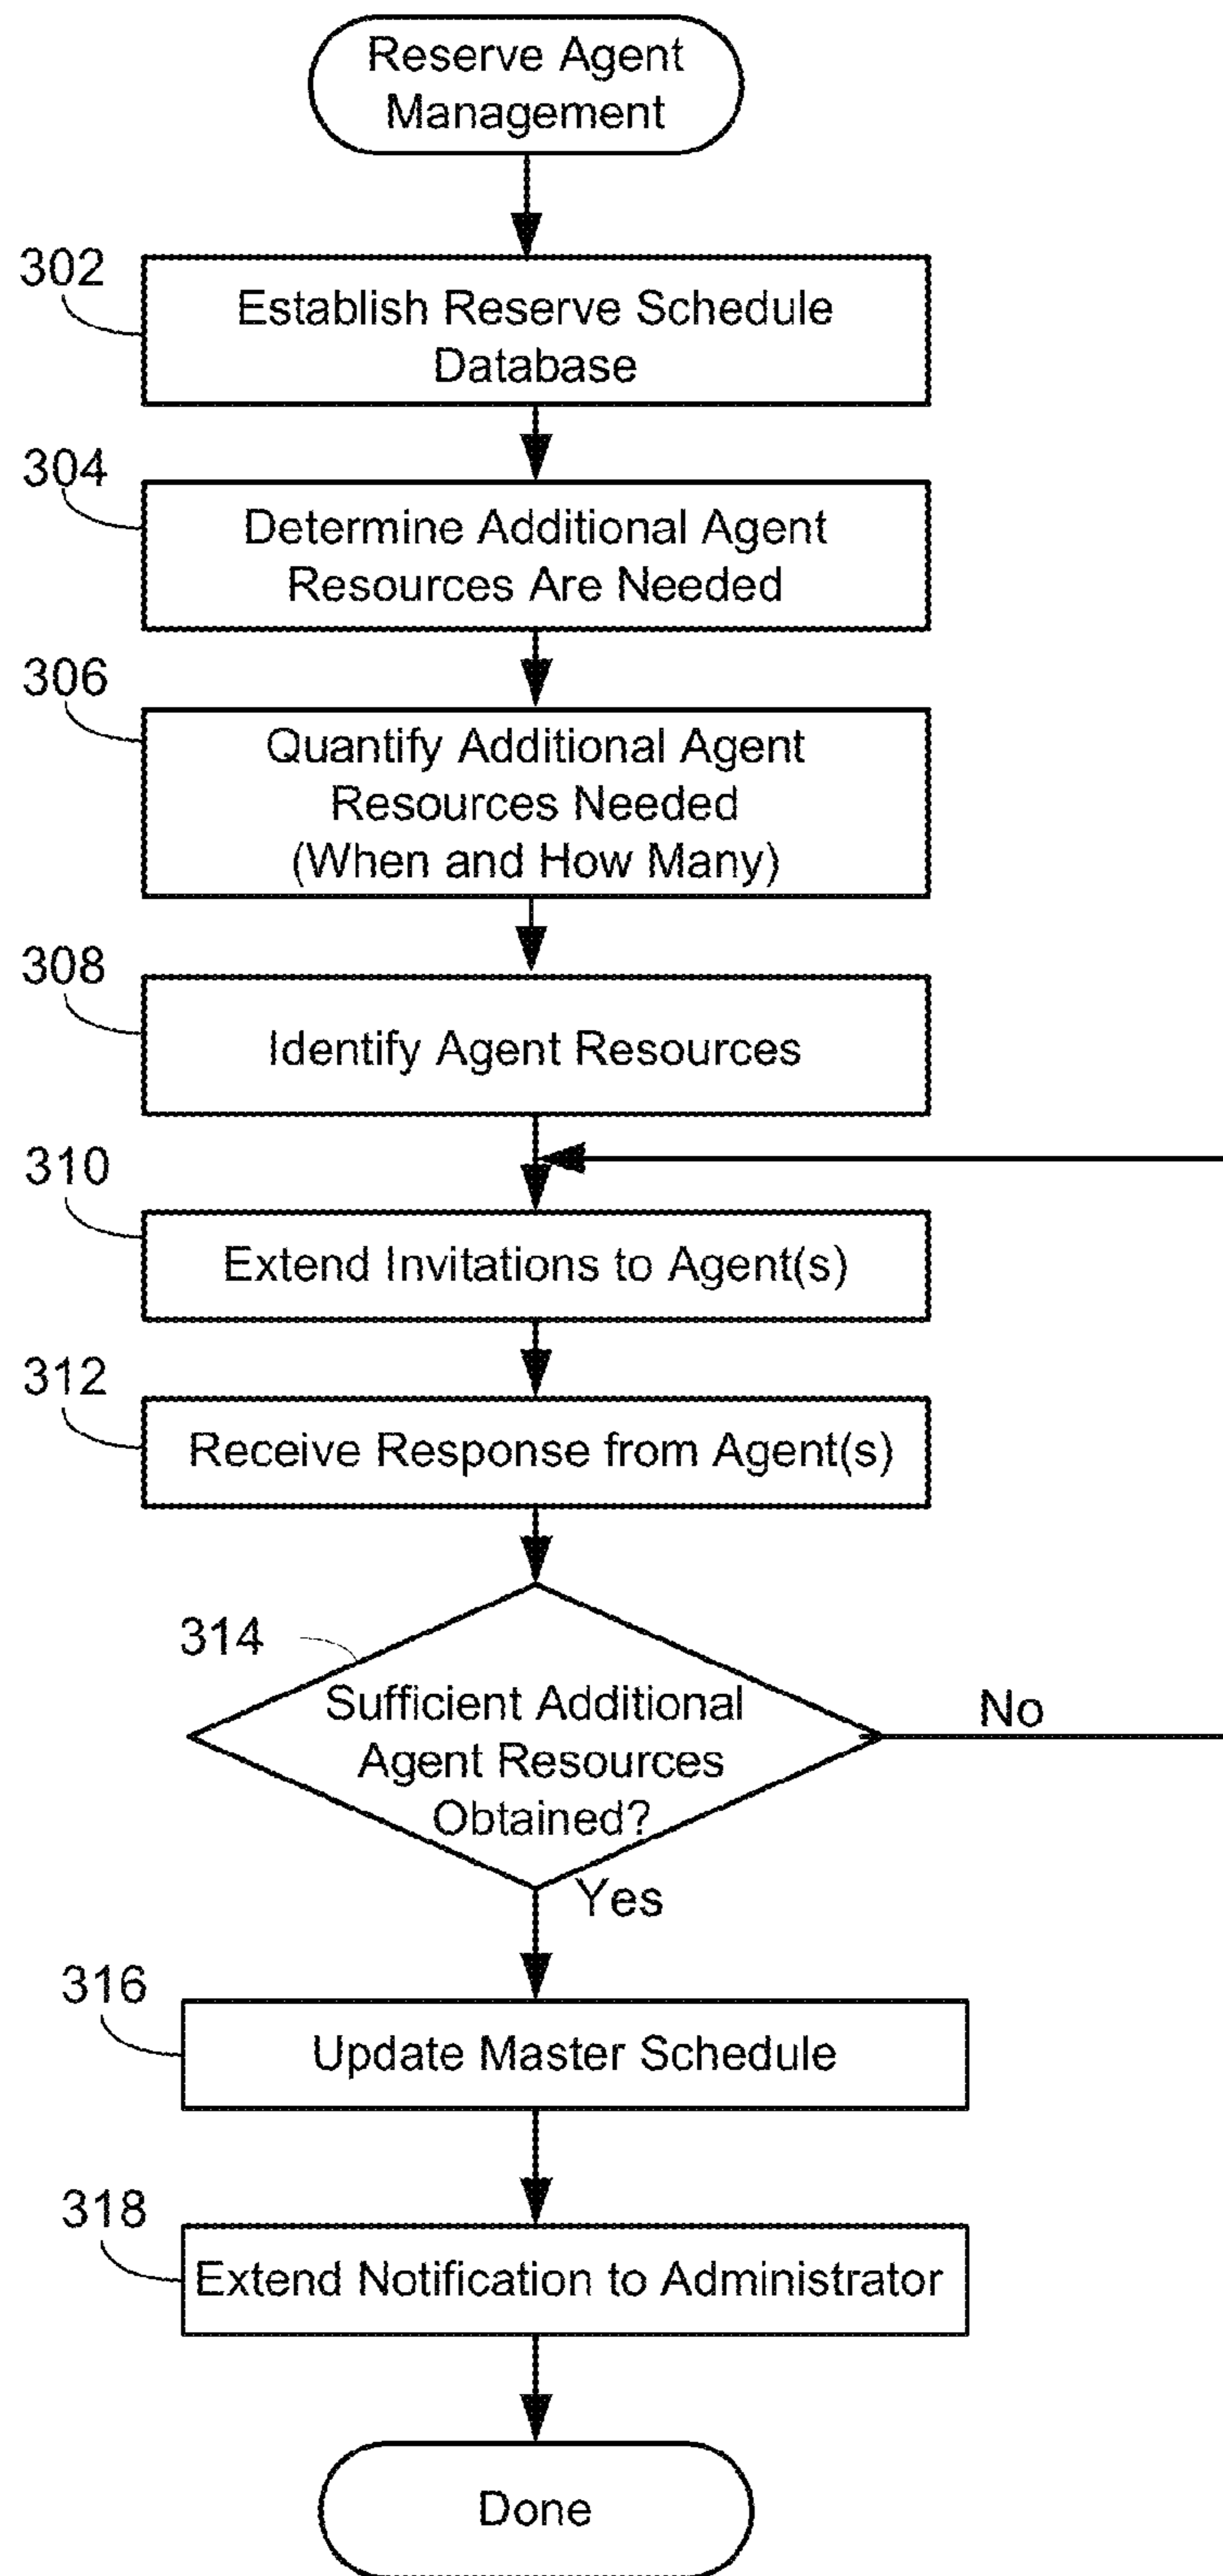 Reserve Agent
Management
302
Establish Reserve Schedule
Database
304
Determine Additional Agent
Resources Are Needed
306
Quantify Additional Agent
Resources Needed
(When and How Many)
308
Identify Agent Resources
310
Extend Invitations to Agent(s)
312
Receive Response from Agent(s)
314
Sufficient Additional
Agent Resources
Obtained?
No
Yes
316
Update Master Schedule
318
Extend Notification to Administrator
Done